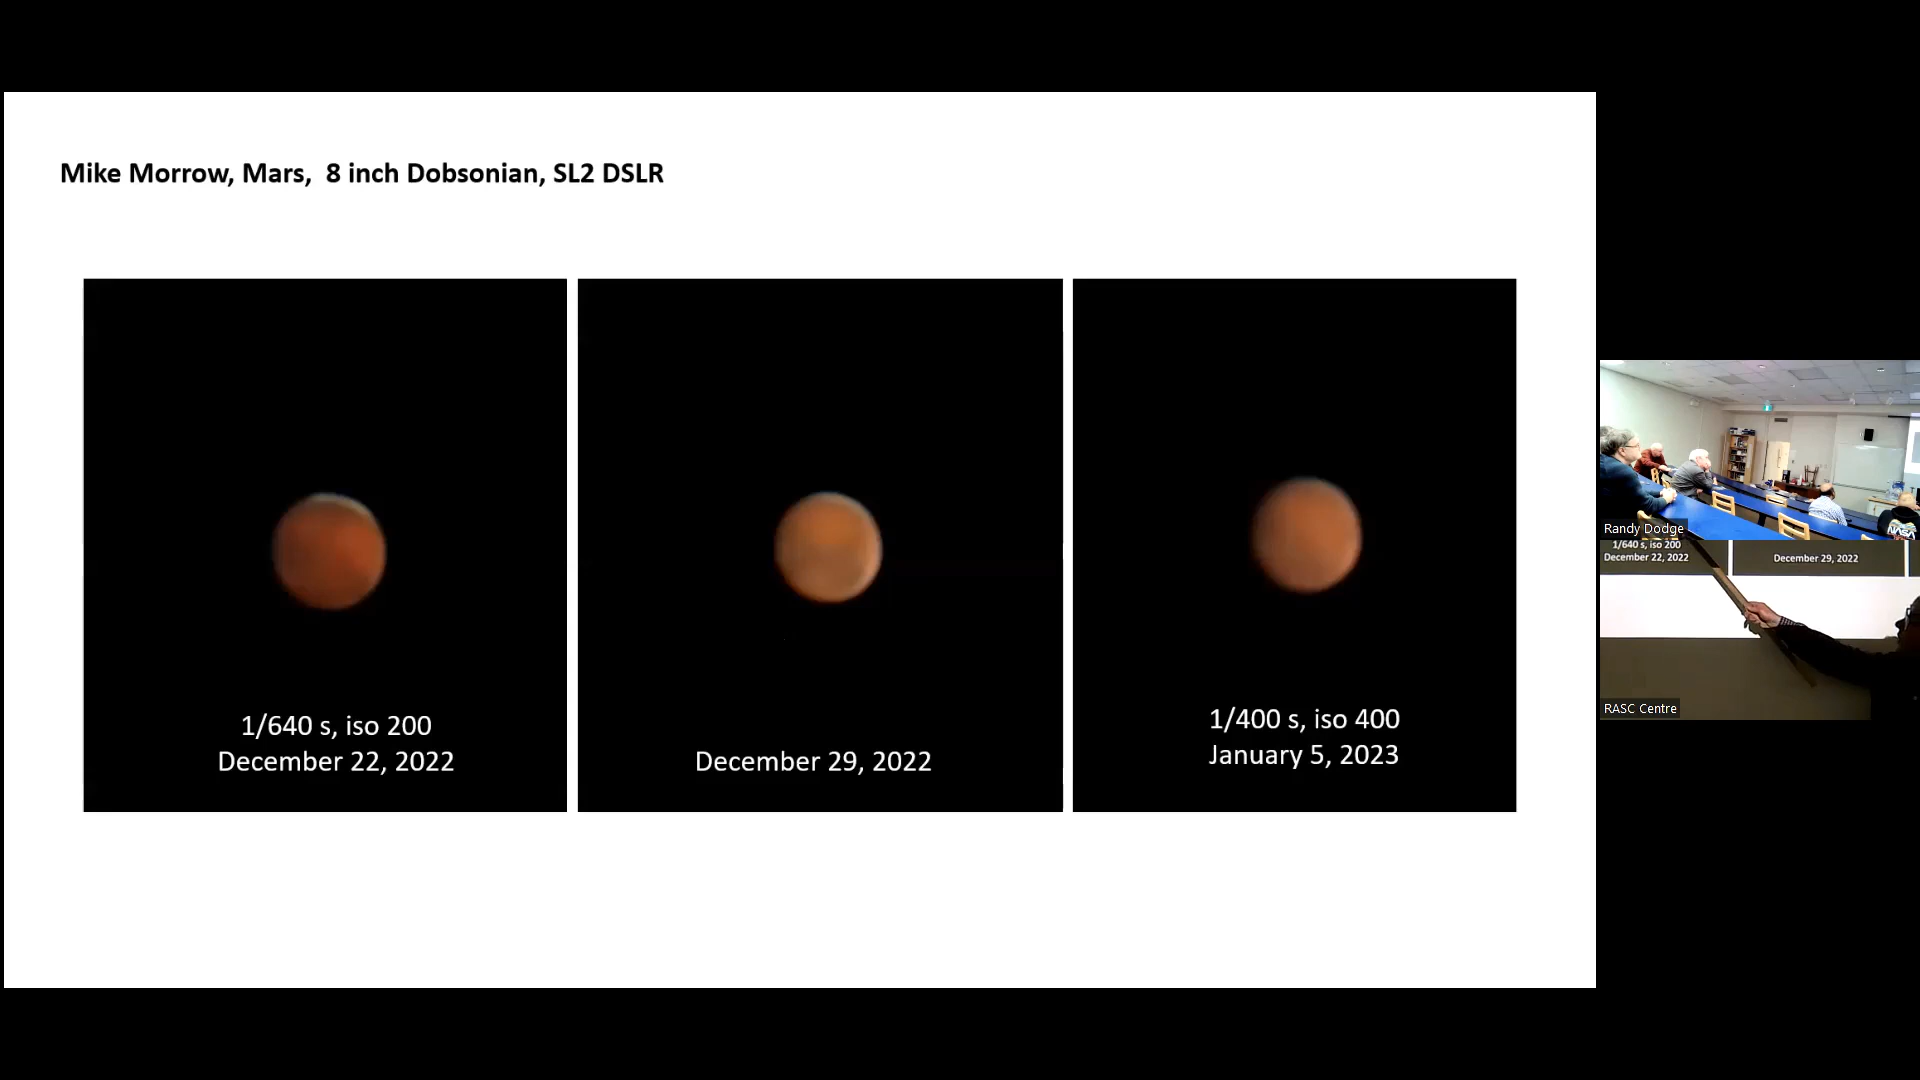 Mike Morrow, Mars, 8 inch Dobsonian, SL2 DSLR
1/640 s, iso 200
December 22, 2022
December 29, 2022
1/400 s, iso 400
January 5, 2023
Randy Dodge
NASA
1/640 s, iso 200
December 22, 2022
December 29, 2022
RASC Centre